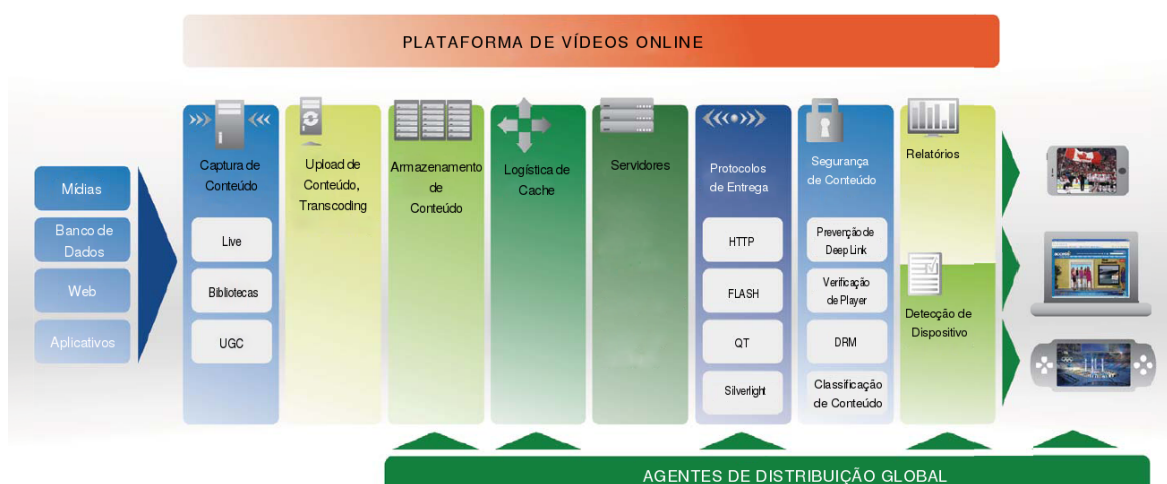 PLATAFORMA DE VÍDEOS ONLINE
Mídias
Banco de
Dados
Web
Aplicativos
Captura de
Conteúdo
Live
Bibliotecas
UGC
Upload de
Conteúdo,
Transcoding
Armazenamento
de
Conteúdo
Logística de
Cache
Servidores
Protocolos
de Entrega
HTTP
FLASH
QT
Silverlight
Segurança
de Conteúdo
Prevenção de
Deep Link
Verificação
de Player
DRM
Classificação
de Conteúdo
Relatórios
Detecção de
Dispositivo
AGENTES DE DISTRIBUIÇÃO GLOBAL